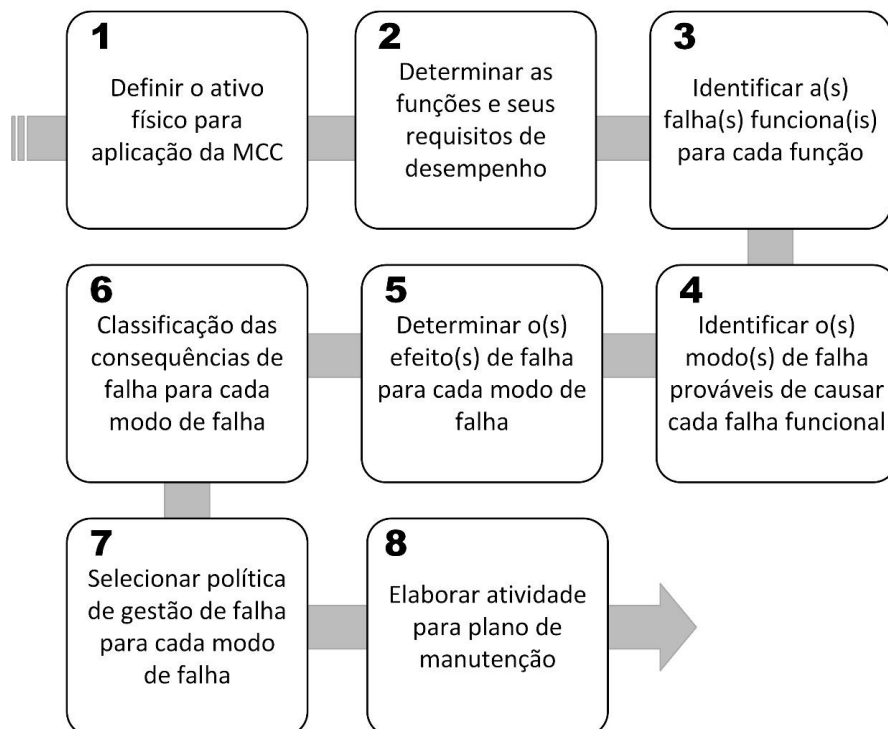 1
Definir o ativo
físico para
aplicação da MCC
2
Determinar as
funções e seus
requisitos de
desempenho
3
Identificar a(s)
falha(s) funciona(is)
para cada função
4
Identificar o(s)
modo(s) de falha
prováveis de causar
cada falha funcional
5
Determinar o(s)
efeito(s) de falha
para cada modo de
falha
6
Classificação das
consequências de
falha para cada
modo de falha
7
Selecionar política
de gestão de falha
para cada modo
de falha
8
Elaborar atividade
para plano de
manutenção